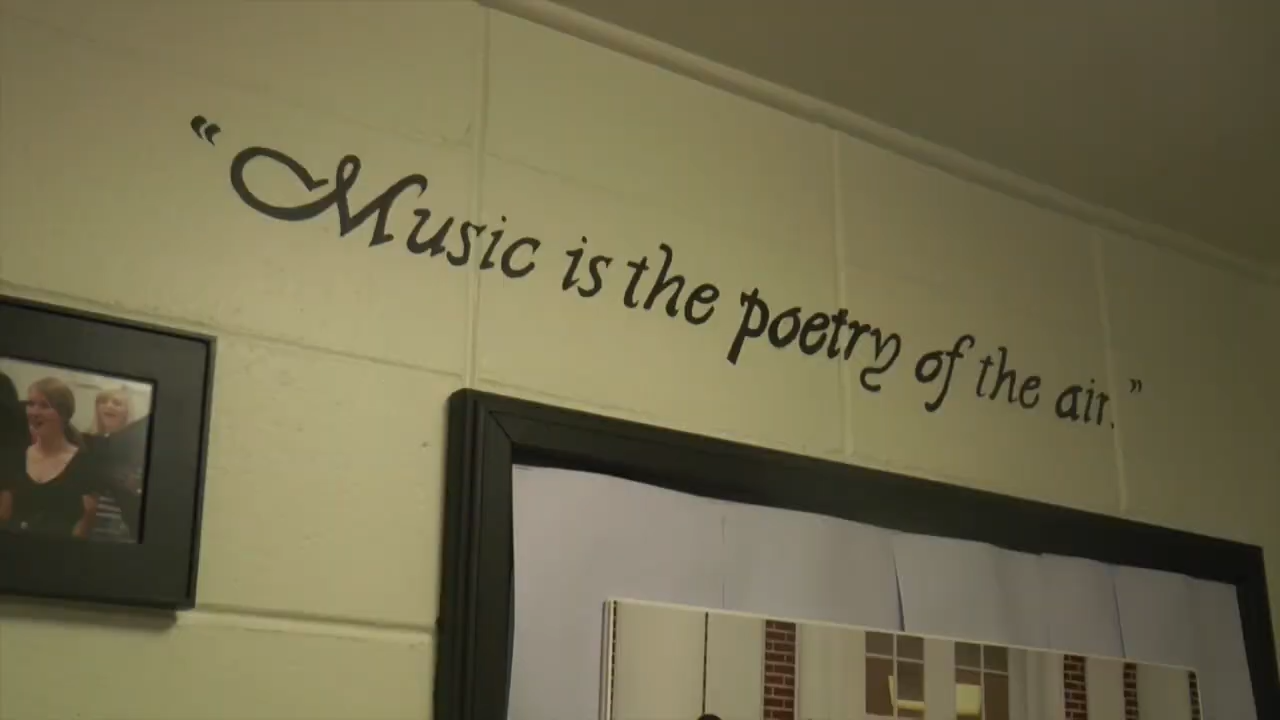 “Music is the poetry of the air.”